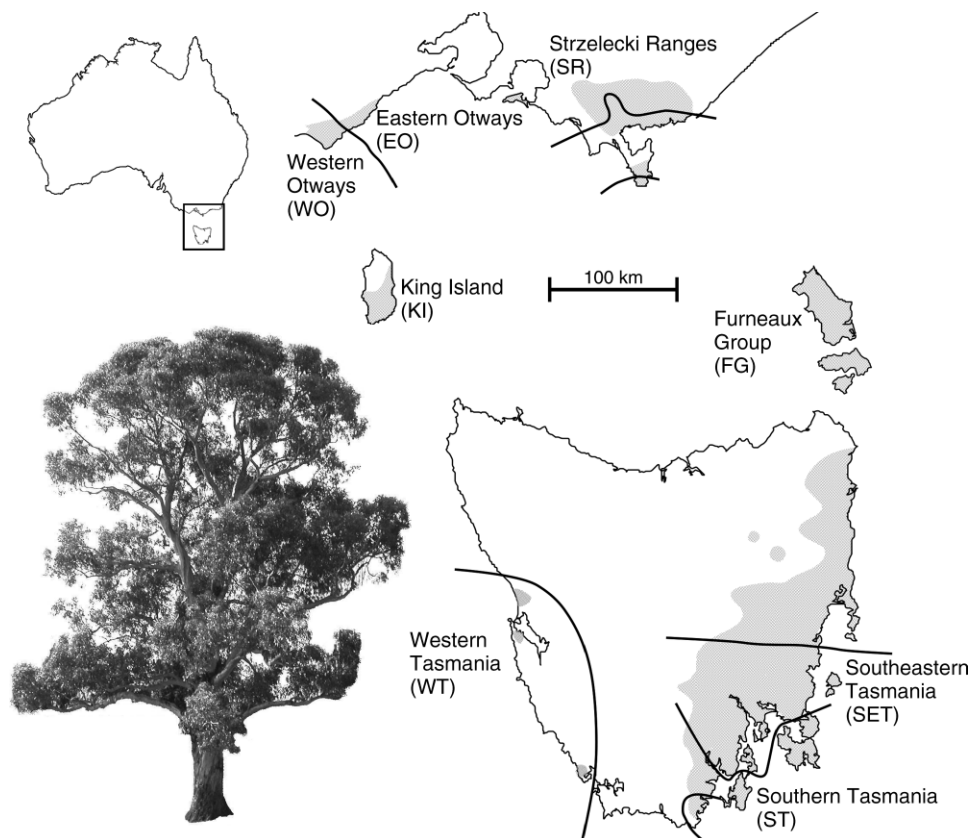 Strzelecki Ranges
(SR)
Eastern Otways
(EO)
Western
Otways
(WO)
King Island
(KI)
100 km
Furneaux
Group
(FG)
Western
Tasmania
(WT)
Southeastern
Tasmania
(SET)
Southern Tasmania
(ST)